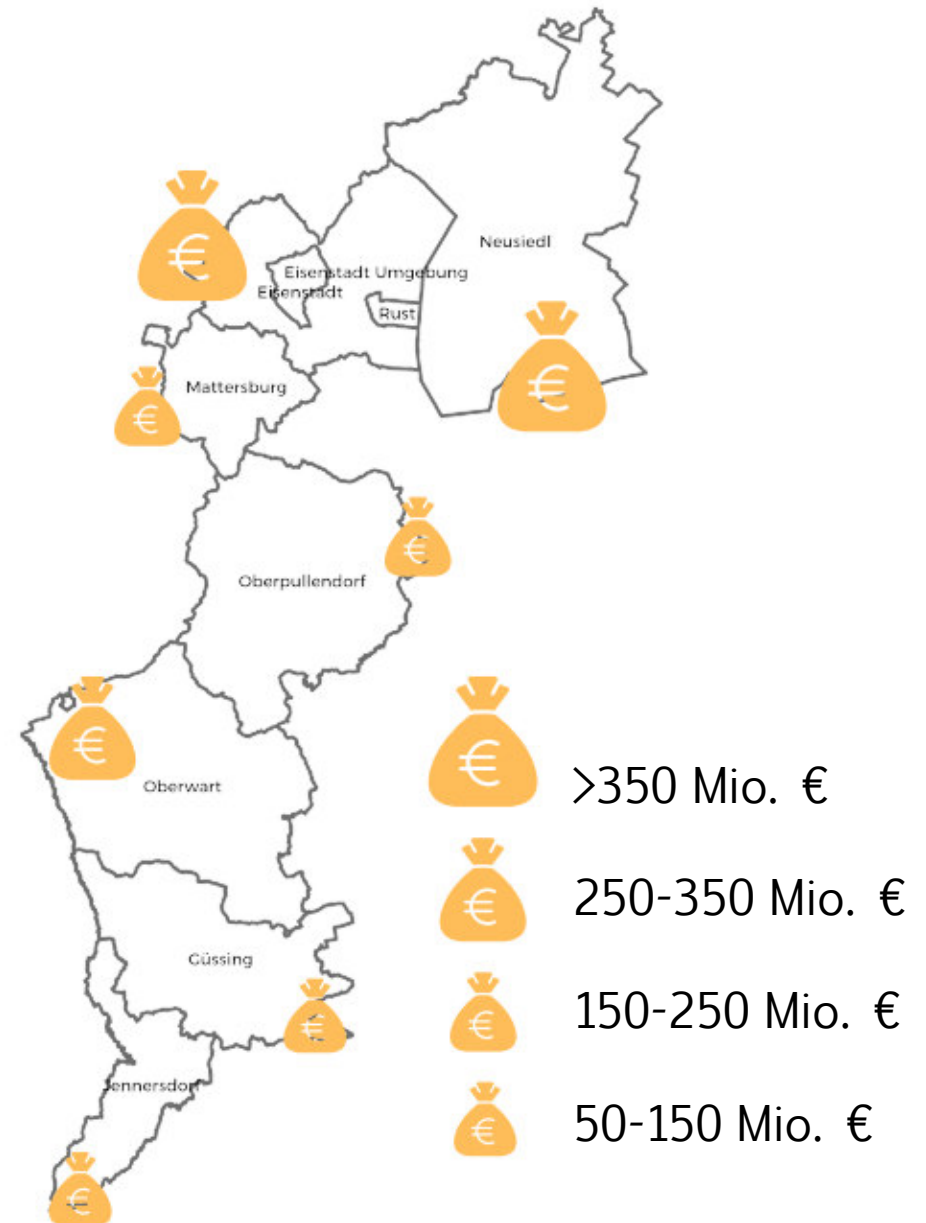 Neusiedl
Eisenstadt Umgebung
Eisenstadt
Rust
Mattersburg
Oberpullendorf
Oberwart
Güssing
Jennersdorf
€
€
€
€
€
€
€
€ >350 Mio. €
€ 250-350 Mio. €
€ 150-250 Mio. €
€ 50-150 Mio. €